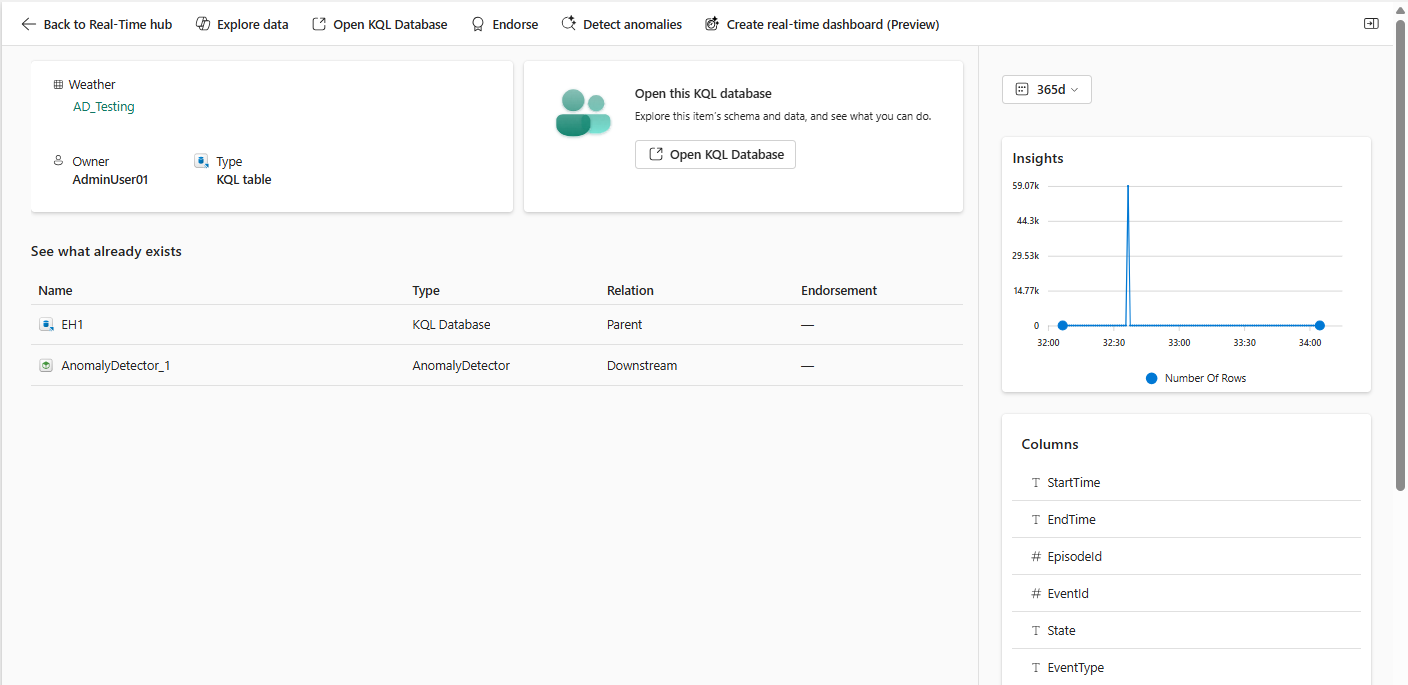 Back to Real-Time hub Explore data Open KQL Database Endorse Detect anomalies Create real-time dashboard (Preview)
Weather
AD_Testing
Owner
AdminUser01
Type
KQL table
Open this KQL database
Explore this item's schema and data, and see what you can do.
Open KQL Database
See what already exists
Name Type Relation Endorsement
EH1 KQL Database Parent —
AnomalyDetector_1 AnomalyDetector Downstream —
365d
Insights
59.07k
44.3k
29.53k
14.77k
0
32:00 32:30 33:00 33:30 34:00
Number Of Rows
Columns
T StartTime
T EndTime
# EpisodeId
# EventId
T State
T EventType